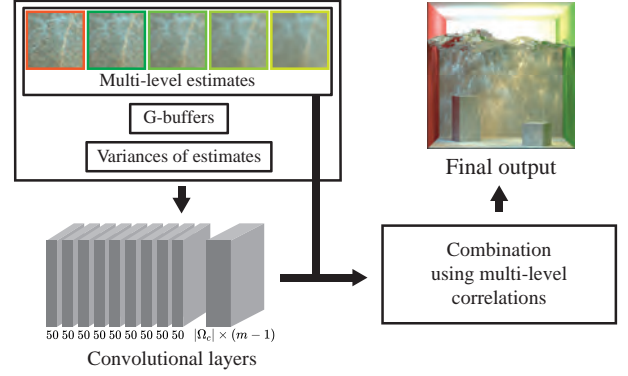 Multi-level estimates
G-buffers
Variances of estimates
50 50 50 50 50 50 50 50 50 |Ω_c| × (m − 1)
Convolutional layers
Final output
Combination
using multi-level
correlations